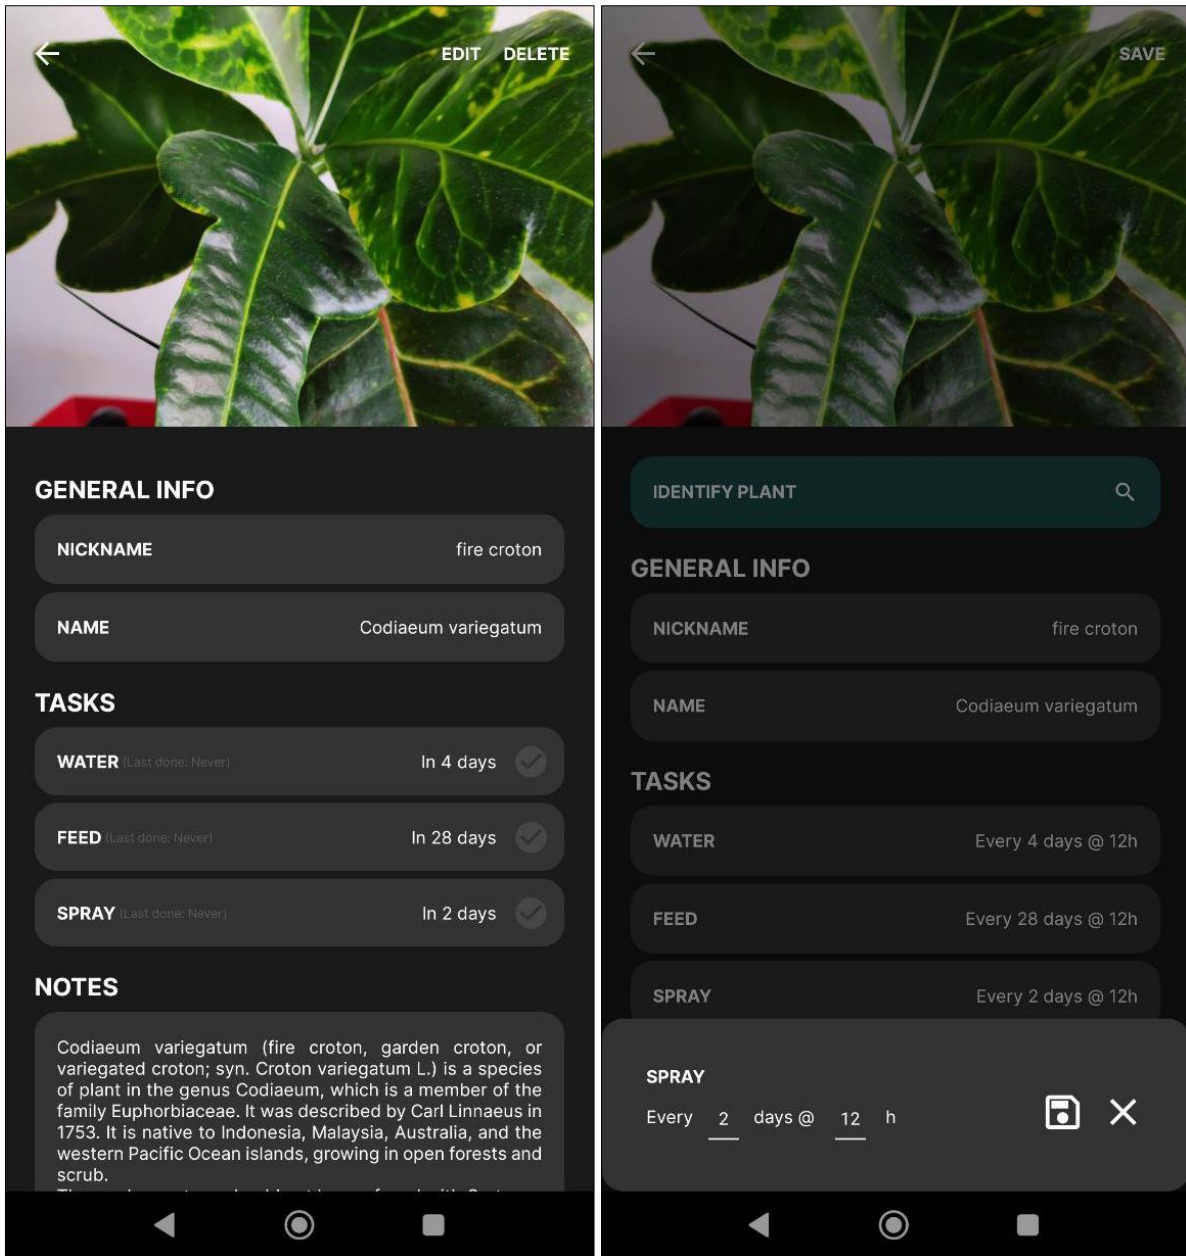 EDIT DELETE
GENERAL INFO
NICKNAME fire croton
NAME Codiaeum variegatum
TASKS
WATER (Last done: Never) In 4 days
FEED (Last done: Never) In 28 days
SPRAY (Last done: Never) In 2 days
NOTES
Codiaeum variegatum (fire croton, garden croton, or
variegated croton; syn. Croton variegatum L.) is a species
of plant in the genus Codiaeum, which is a member of the
family Euphorbiaceae. It was described by Carl Linnaeus in
1753. It is native to Indonesia, Malaysia, Australia, and the
western Pacific Ocean islands, growing in open forests and
scrub.
SAVE
IDENTIFY PLANT
GENERAL INFO
NICKNAME fire croton
NAME Codiaeum variegatum
TASKS
WATER Every 4 days @ 12h
FEED Every 28 days @ 12h
SPRAY Every 2 days @ 12h
SPRAY
Every 2 days @ 12 h